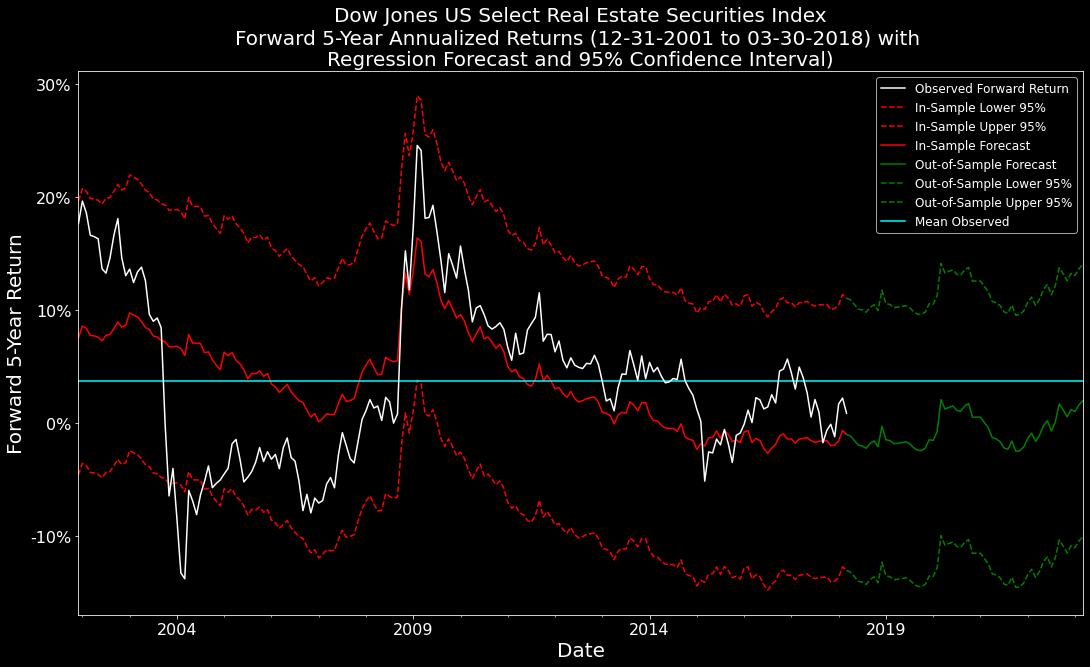 Dow Jones US Select Real Estate Securities Index
Forward 5-Year Annualized Returns (12-31-2001 to 03-30-2018) with
Regression Forecast and 95% Confidence Interval)
Forward 5-Year Return
30%
20%
10%
0%
-10%
Observed Forward Return
In-Sample Lower 95%
In-Sample Upper 95%
In-Sample Forecast
Out-of-Sample Forecast
Out-of-Sample Lower 95%
Out-of-Sample Upper 95%
Mean Observed
2004
2009
2014
2019
Date